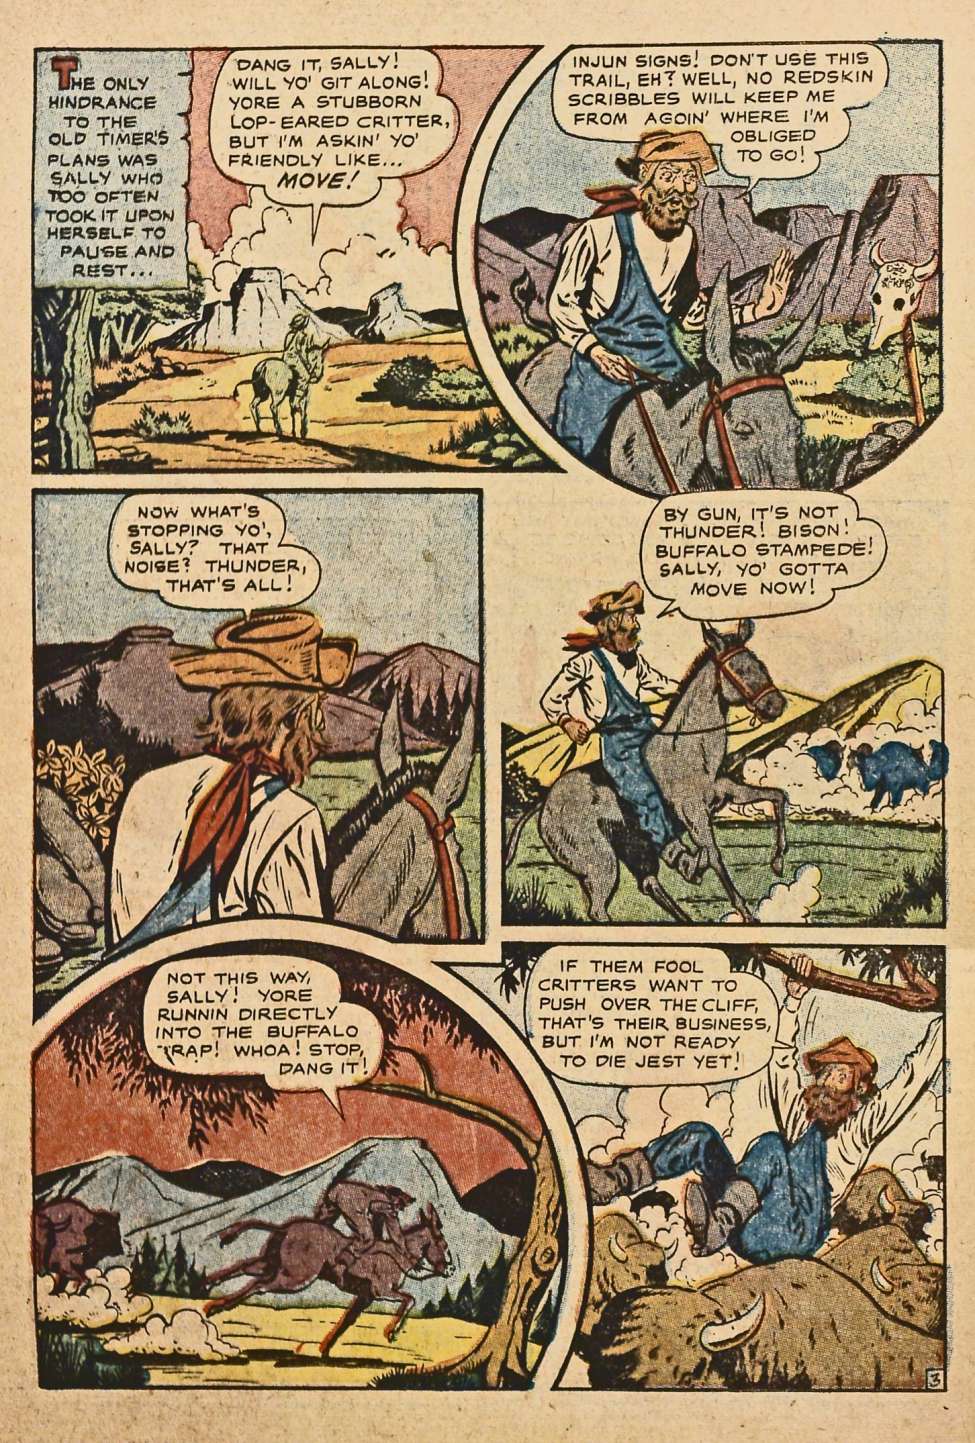 THE ONLY
HINDRANCE
TO THE
OLD TIMER'S
PLANS WAS
SALLY WHO
TOO OFTEN
TOOK IT UPON
HERSELF TO
PAUSE AND
REST...
DANG IT, SALLY!
WILL YO' GIT ALONG!
YORE A STUBBORN
LOP-EARED CRITTER,
BUT I'M ASKIN' YO'
FRIENDLY LIKE...
MOVE!
INJUN SIGNS! DON'T USE THIS
TRAIL, EH? WELL, NO REDSKIN
SCRIBBLES WILL KEEP ME
FROM AGOIN' WHERE I'M
OBLIGED
TO GO!
NOW WHAT'S
STOPPING YO',
SALLY? THAT
NOISE? THUNDER,
THAT'S ALL!
BY GUN, IT'S NOT
THUNDER! BISON!
BUFFALO STAMPEDE!
SALLY, YO' GOTTA
MOVE NOW!
NOT THIS WAY,
SALLY! YORE
RUNNIN DIRECTLY
INTO THE BUFFALO
TRAP! WHOA! STOP,
DANG IT!
IF THEM FOOL
CRITTERS WANT TO
PUSH OVER THE CLIFF,
THAT'S THEIR BUSINESS,
BUT I'M NOT READY
TO DIE JEST YET!
3